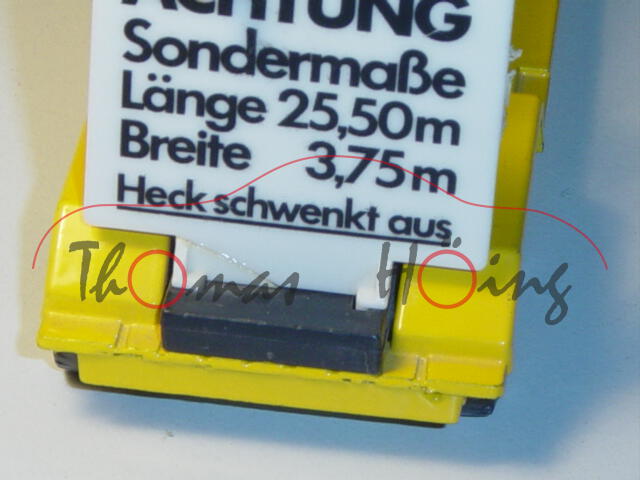 ACHTUNG
Sondermaße
Länge 25,50m
Breite 3,75m
Heck schwenkt aus
Thomas Höing